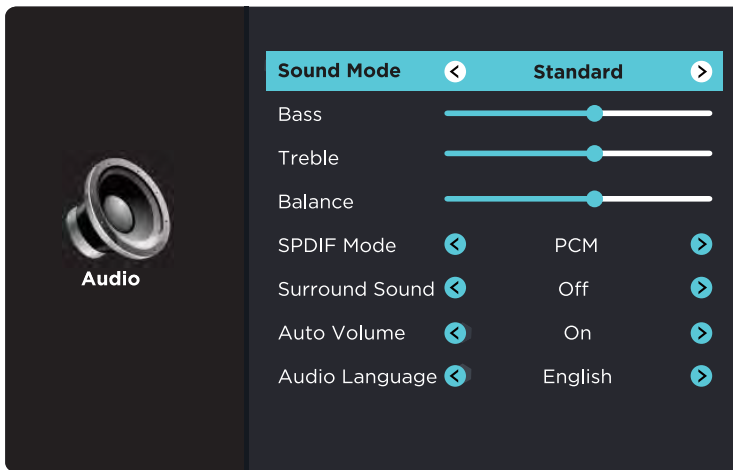 Sound Mode < Standard >
Bass
Treble
Balance
SPDIF Mode < PCM >
Surround Sound < Off >
Auto Volume < On >
Audio Language < English >
Audio